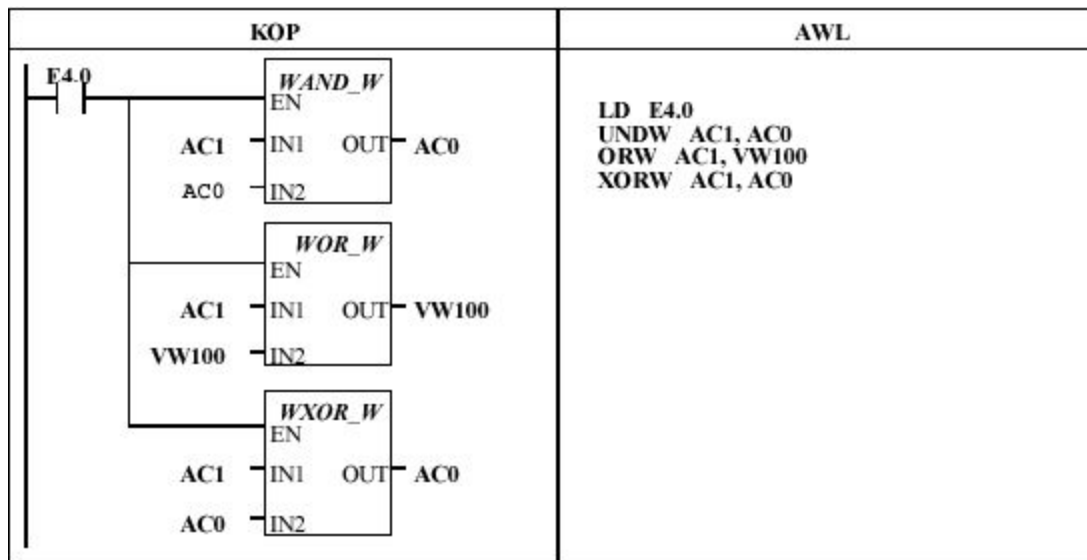 KOP
AWL
E4.0
WAND_W
EN
AC1 IN1 OUT AC0
AC0 IN2
WOR_W
EN
AC1 IN1 OUT VW100
VW100 IN2
WXOR_W
EN
AC1 IN1 OUT AC0
AC0 IN2
LD E4.0
UNDW AC1, AC0
ORW AC1, VW100
XORW AC1, AC0